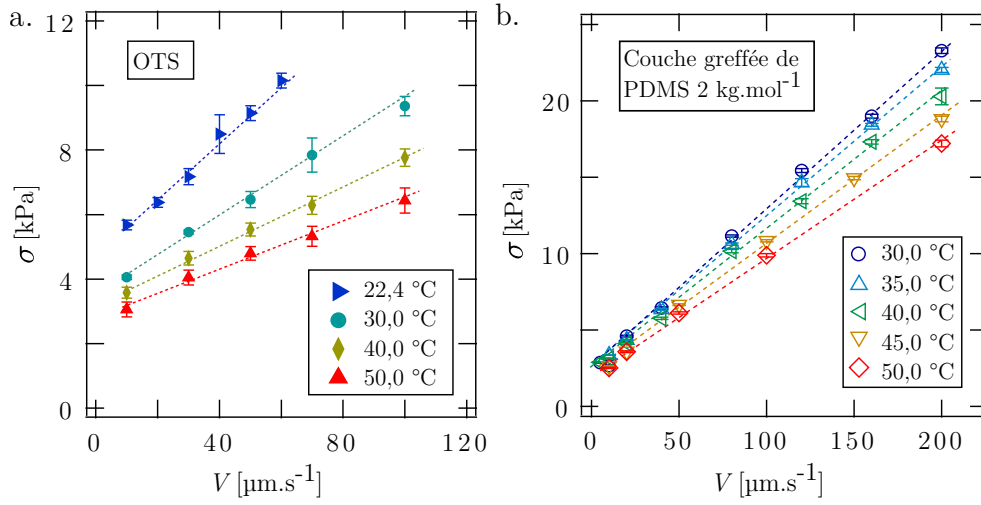 a.
12
8
4
0
σ [kPa]
OTS
22,4 °C
30,0 °C
40,0 °C
50,0 °C
0 40 80 120
V [µm.s⁻¹]
b.
20
10
0
σ [kPa]
Couche greffée de
PDMS 2 kg.mol⁻¹
30,0 °C
35,0 °C
40,0 °C
45,0 °C
50,0 °C
0 50 100 150 200
V [µm.s⁻¹]